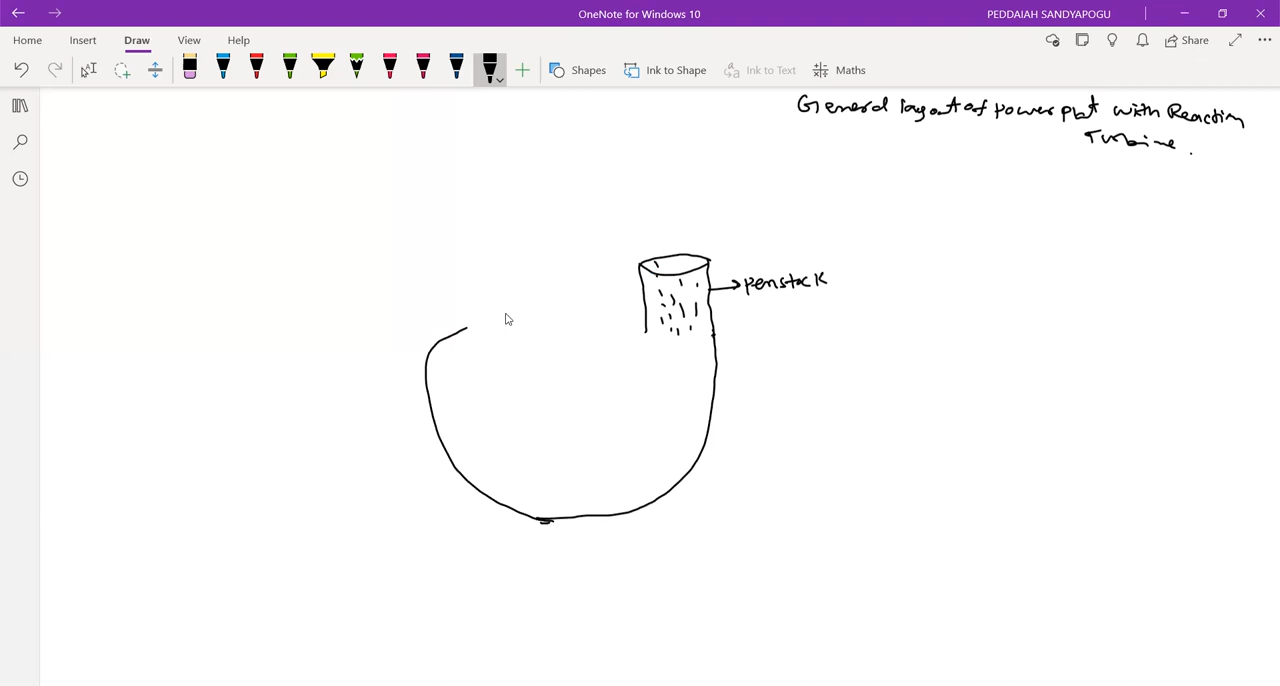 OneNote for Windows 10
PEDDAIAH SANDYAPOGU
Home Insert Draw View Help
Share
Shapes
Ink to Shape
Ink to Text
Maths
General layout of power plat with Reaction
Turbine.
penstock